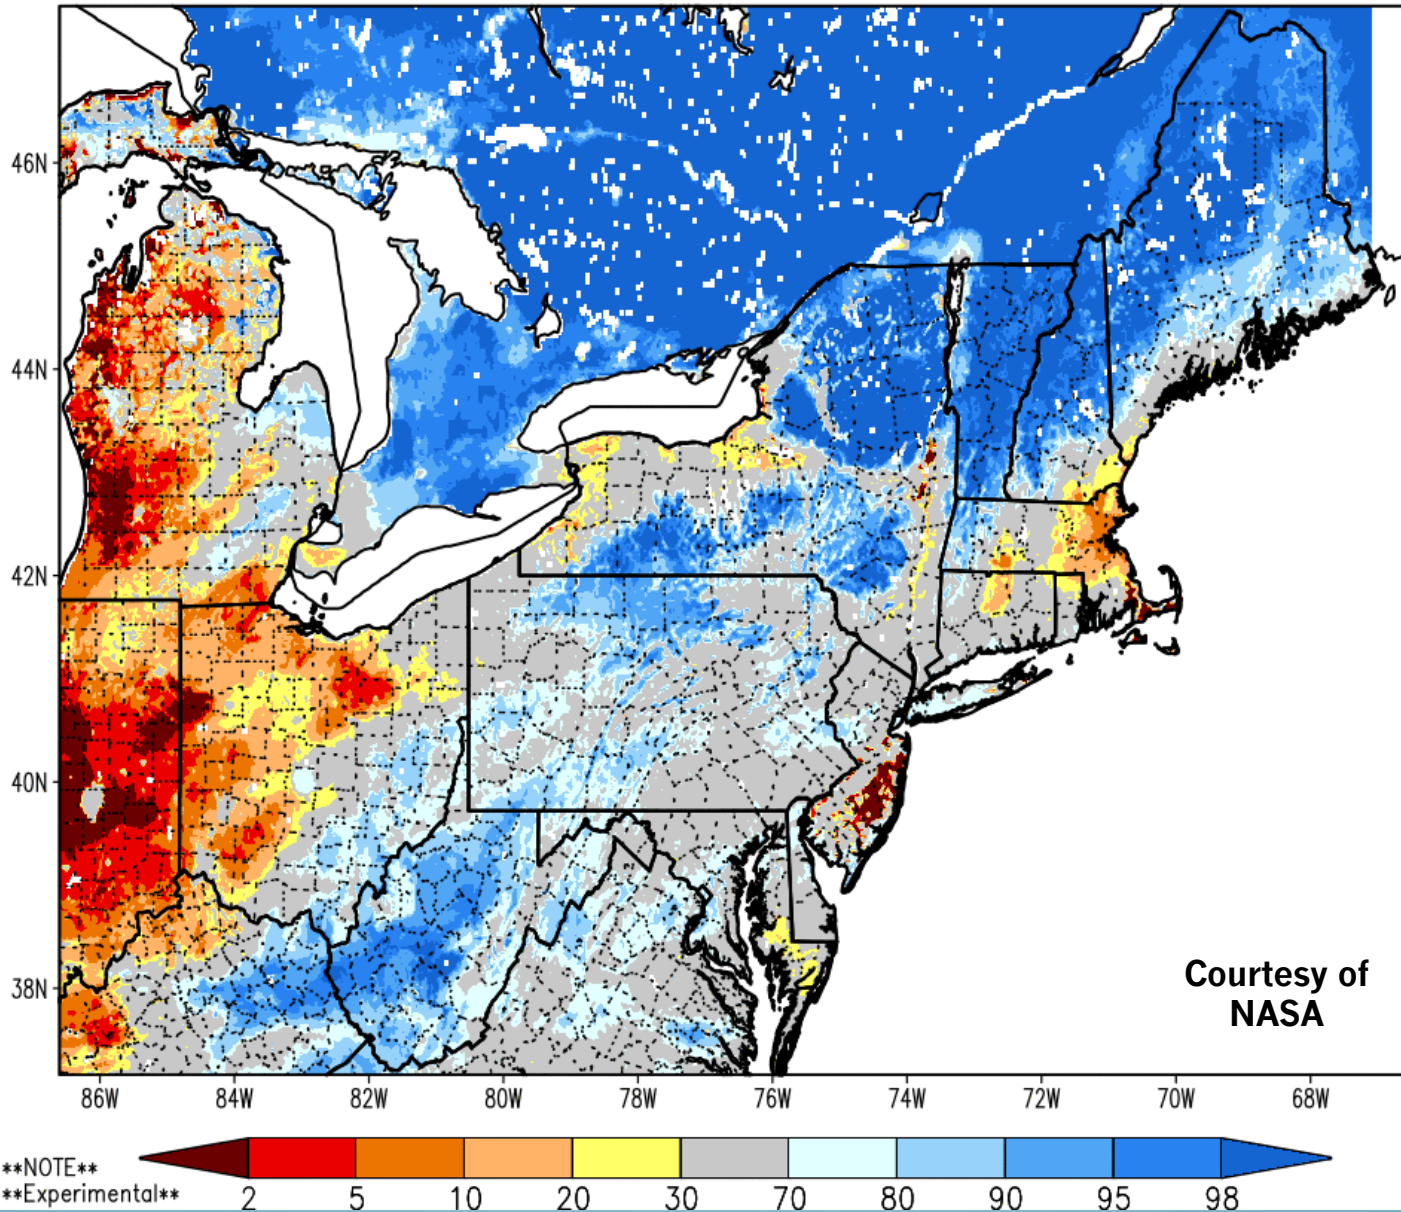 46N
44N
42N
40N
38N
Courtesy of
NASA
86W 84W 82W 80W 78W 76W 74W 72W 70W 68W
**NOTE**
**Experimental** 2 5 10 20 30 70 80 90 95 98